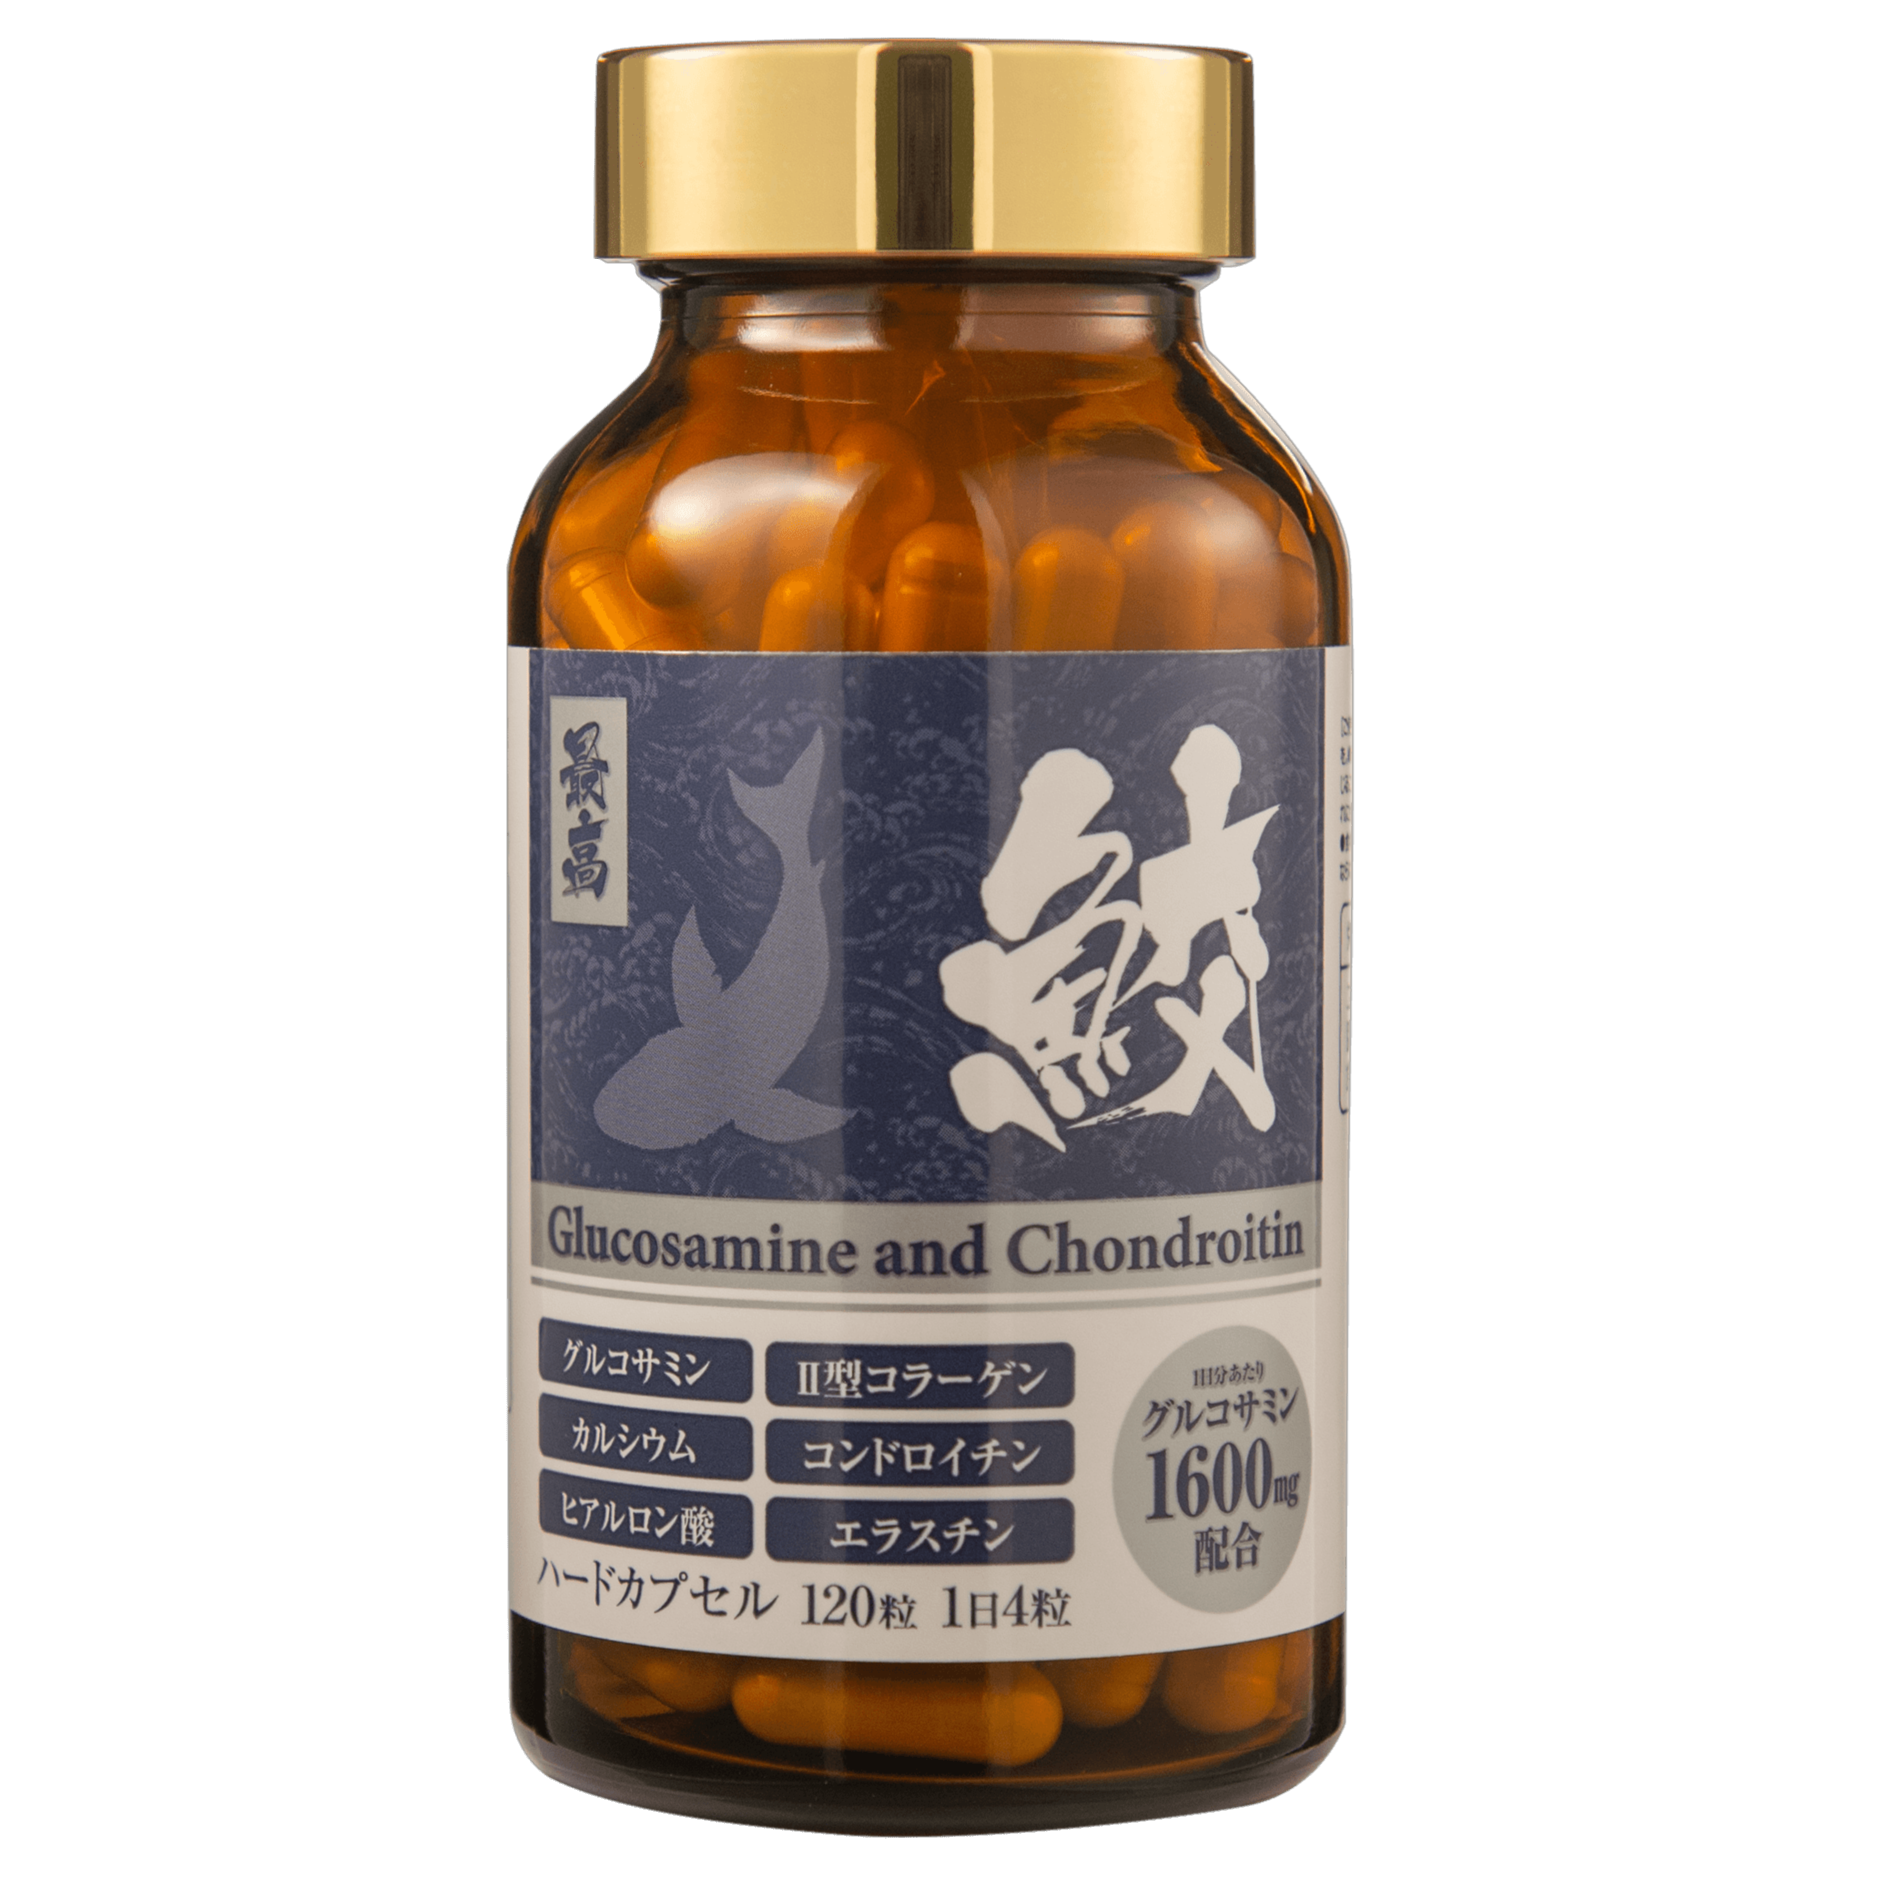 最高
鮫
Glucosamine and Chondroitin
グルコサミン
II型コラーゲン
カルシウム
コンドロイチン
ヒアルロン酸
エラスチン
ハードカプセル 120粒 1日4粒
1日分あたり
グルコサミン
1600mg
配合